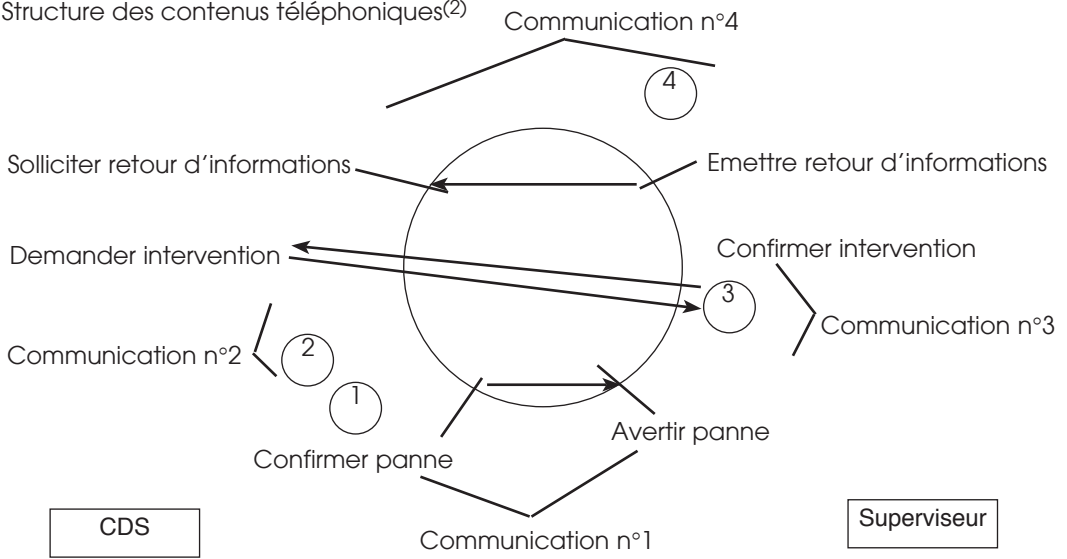 Structure des contenus téléphoniques(2)
Communication n°4
4
Solliciter retour d'informations
Emettre retour d'informations
Demander intervention
Confirmer intervention
3
Communication n°3
Communication n°2
2
1
Avertir panne
Confirmer panne
CDS
Superviseur
Communication n°1